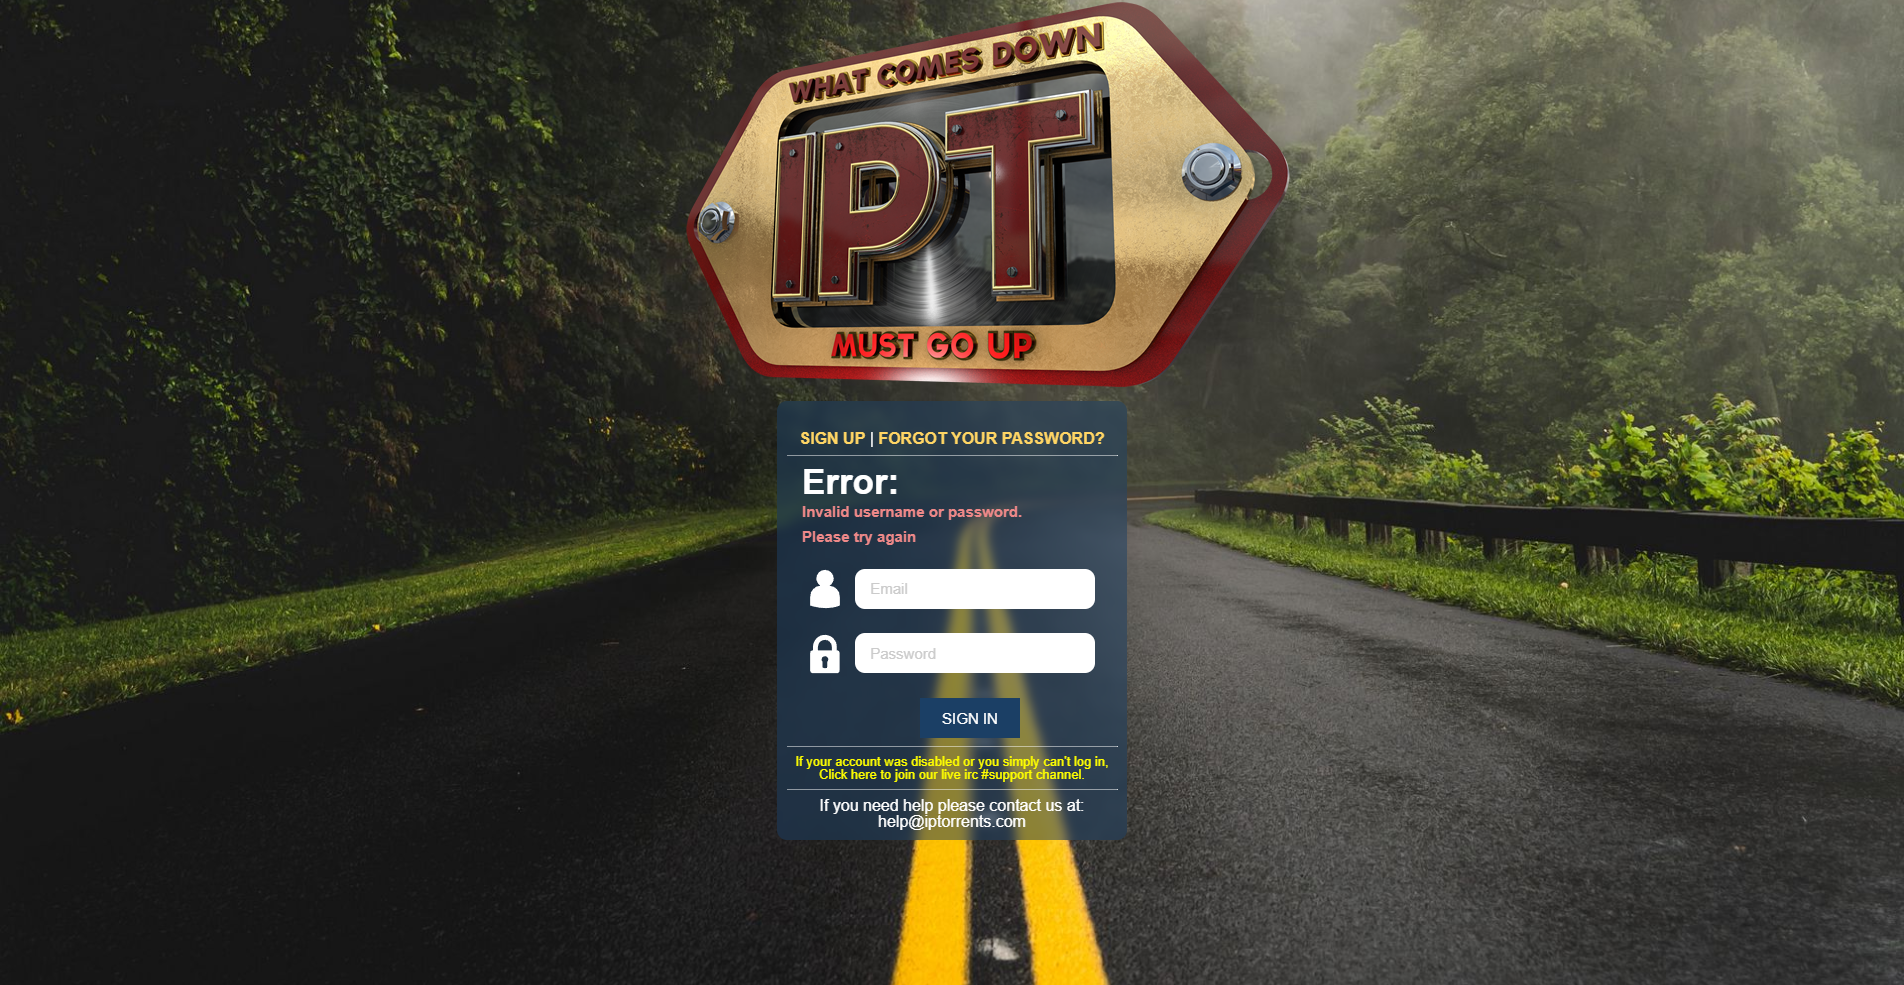 WHAT COMES DOWN
IPT
MUST GO UP
SIGN UP | FORGOT YOUR PASSWORD?
Error:
Invalid username or password.
Please try again
Email
Password
SIGN IN
If your account was disabled or you simply can't log in,
Click here to join our live irc #support channel.
If you need help please contact us at:
help@iptorrents.com